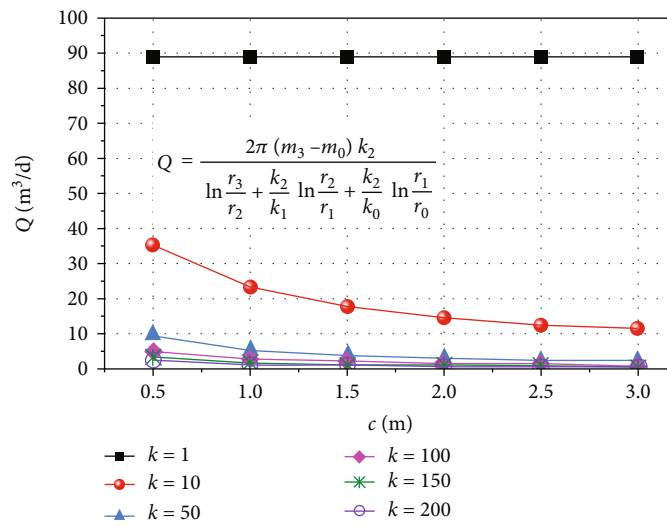 100
90
80
70
60
50
40
30
20
10
0
Q (m³/d)
Q = 2π (m₃ – m₀) k₂ / (ln r₃/r₂ + k₂/k₁ ln r₂/r₁ + k₂/k₀ ln r₁/r₀)
0.5 1.0 1.5 2.0 2.5 3.0
c (m)
k = 1
k = 10
k = 50
k = 100
k = 150
k = 200